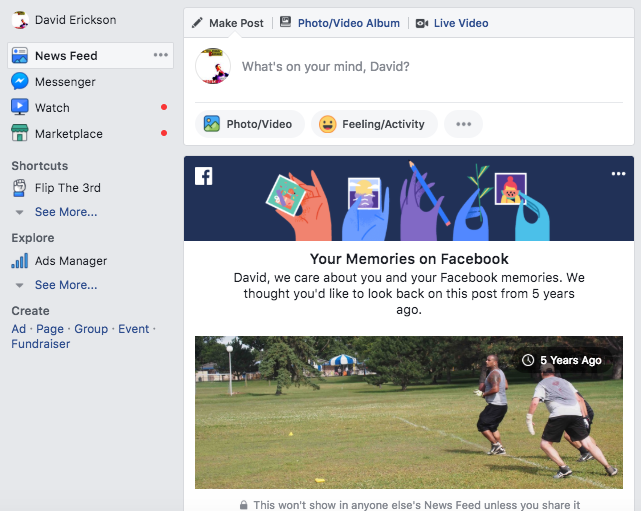 David Erickson
News Feed
Messenger
Watch
Marketplace
Shortcuts
Flip The 3rd
See More...
Explore
Ads Manager
See More...
Create
Ad · Page · Group · Event ·
Fundraiser
Make Post
Photo/Video Album
Live Video
What's on your mind, David?
Photo/Video
Feeling/Activity
Your Memories on Facebook
David, we care about you and your Facebook memories. We
thought you'd like to look back on this post from 5 years
ago.
5 Years Ago
This won't show in anyone else's News Feed unless you share it